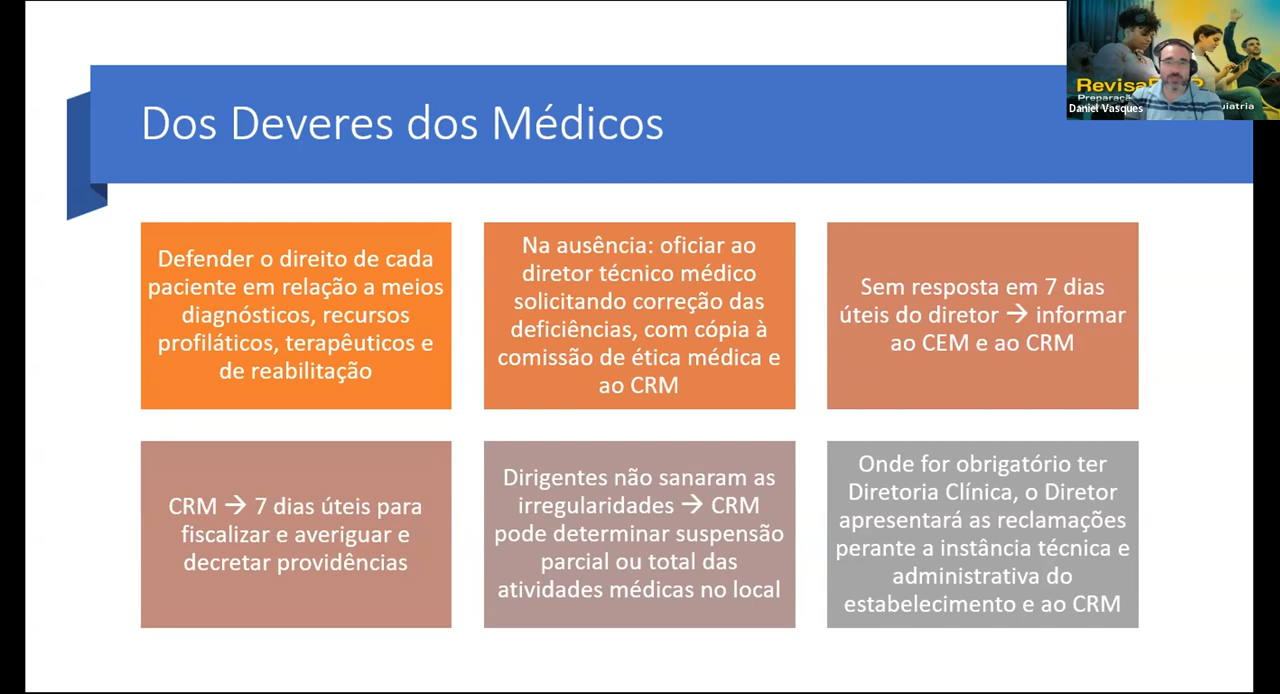 Dos Deveres dos Médicos
Defender o direito de cada
paciente em relação a meios
diagnósticos, recursos
profiláticos, terapêuticos e
de reabilitação
Na ausência: oficiar ao
diretor técnico médico
solicitando correção das
deficiências, com cópia à
comissão de ética médica e
ao CRM
Sem resposta em 7 dias
úteis do diretor → informar
ao CEM e ao CRM
CRM → 7 dias úteis para
fiscalizar e averiguar e
decretar providências
Dirigentes não sanaram as
irregularidades → CRM
pode determinar suspensão
parcial ou total das
atividades médicas no local
Onde for obrigatório ter
Diretoria Clínica, o Diretor
apresentará as reclamações
perante a instância técnica e
administrativa do
estabelecimento e ao CRM
Daniel Vasques